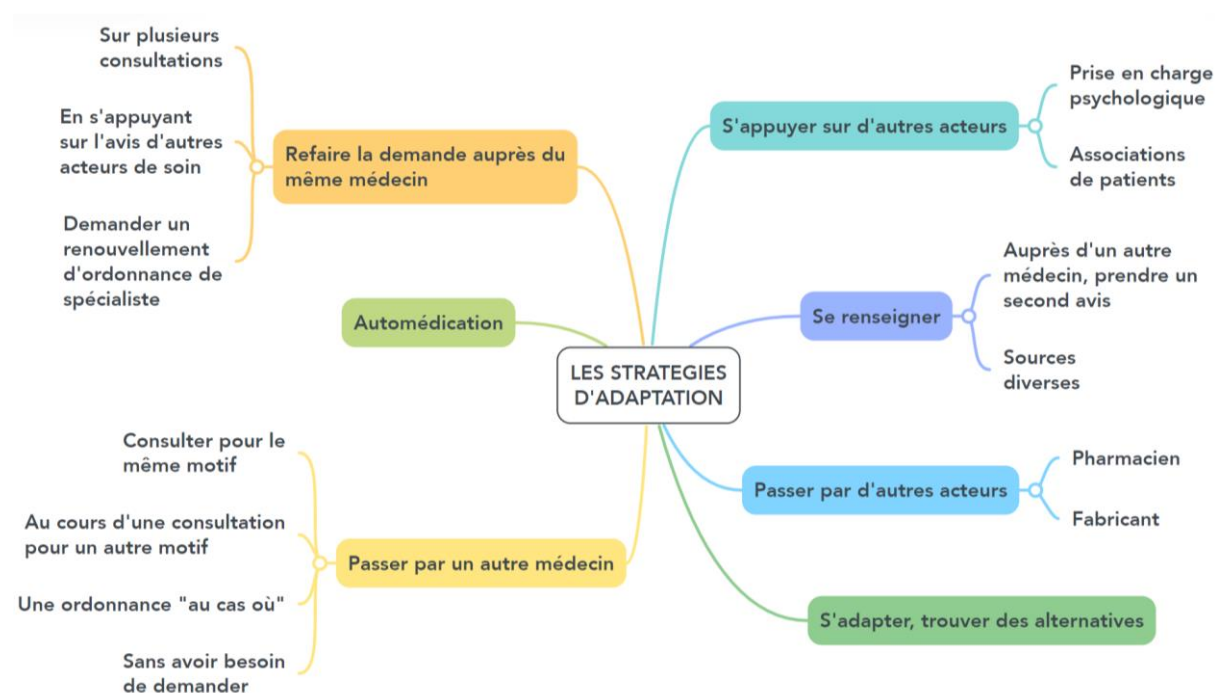 Sur plusieurs
consultations
En s'appuyant
sur l'avis d'autres
acteurs de soin
Demander un
renouvellement
d'ordonnance de
spécialiste
Refaire la demande auprès du
même médecin
Automédication
Consulter pour le
même motif
Au cours d'une consultation
pour un autre motif
Une ordonnance "au cas où"
Sans avoir besoin
de demander
Passer par un autre médecin
LES STRATEGIES
D'ADAPTATION
S'appuyer sur d'autres acteurs
Prise en charge
psychologique
Associations
de patients
Se renseigner
Auprès d'un autre
médecin, prendre un
second avis
Sources
diverses
Passer par d'autres acteurs
Pharmacien
Fabricant
S'adapter, trouver des alternatives